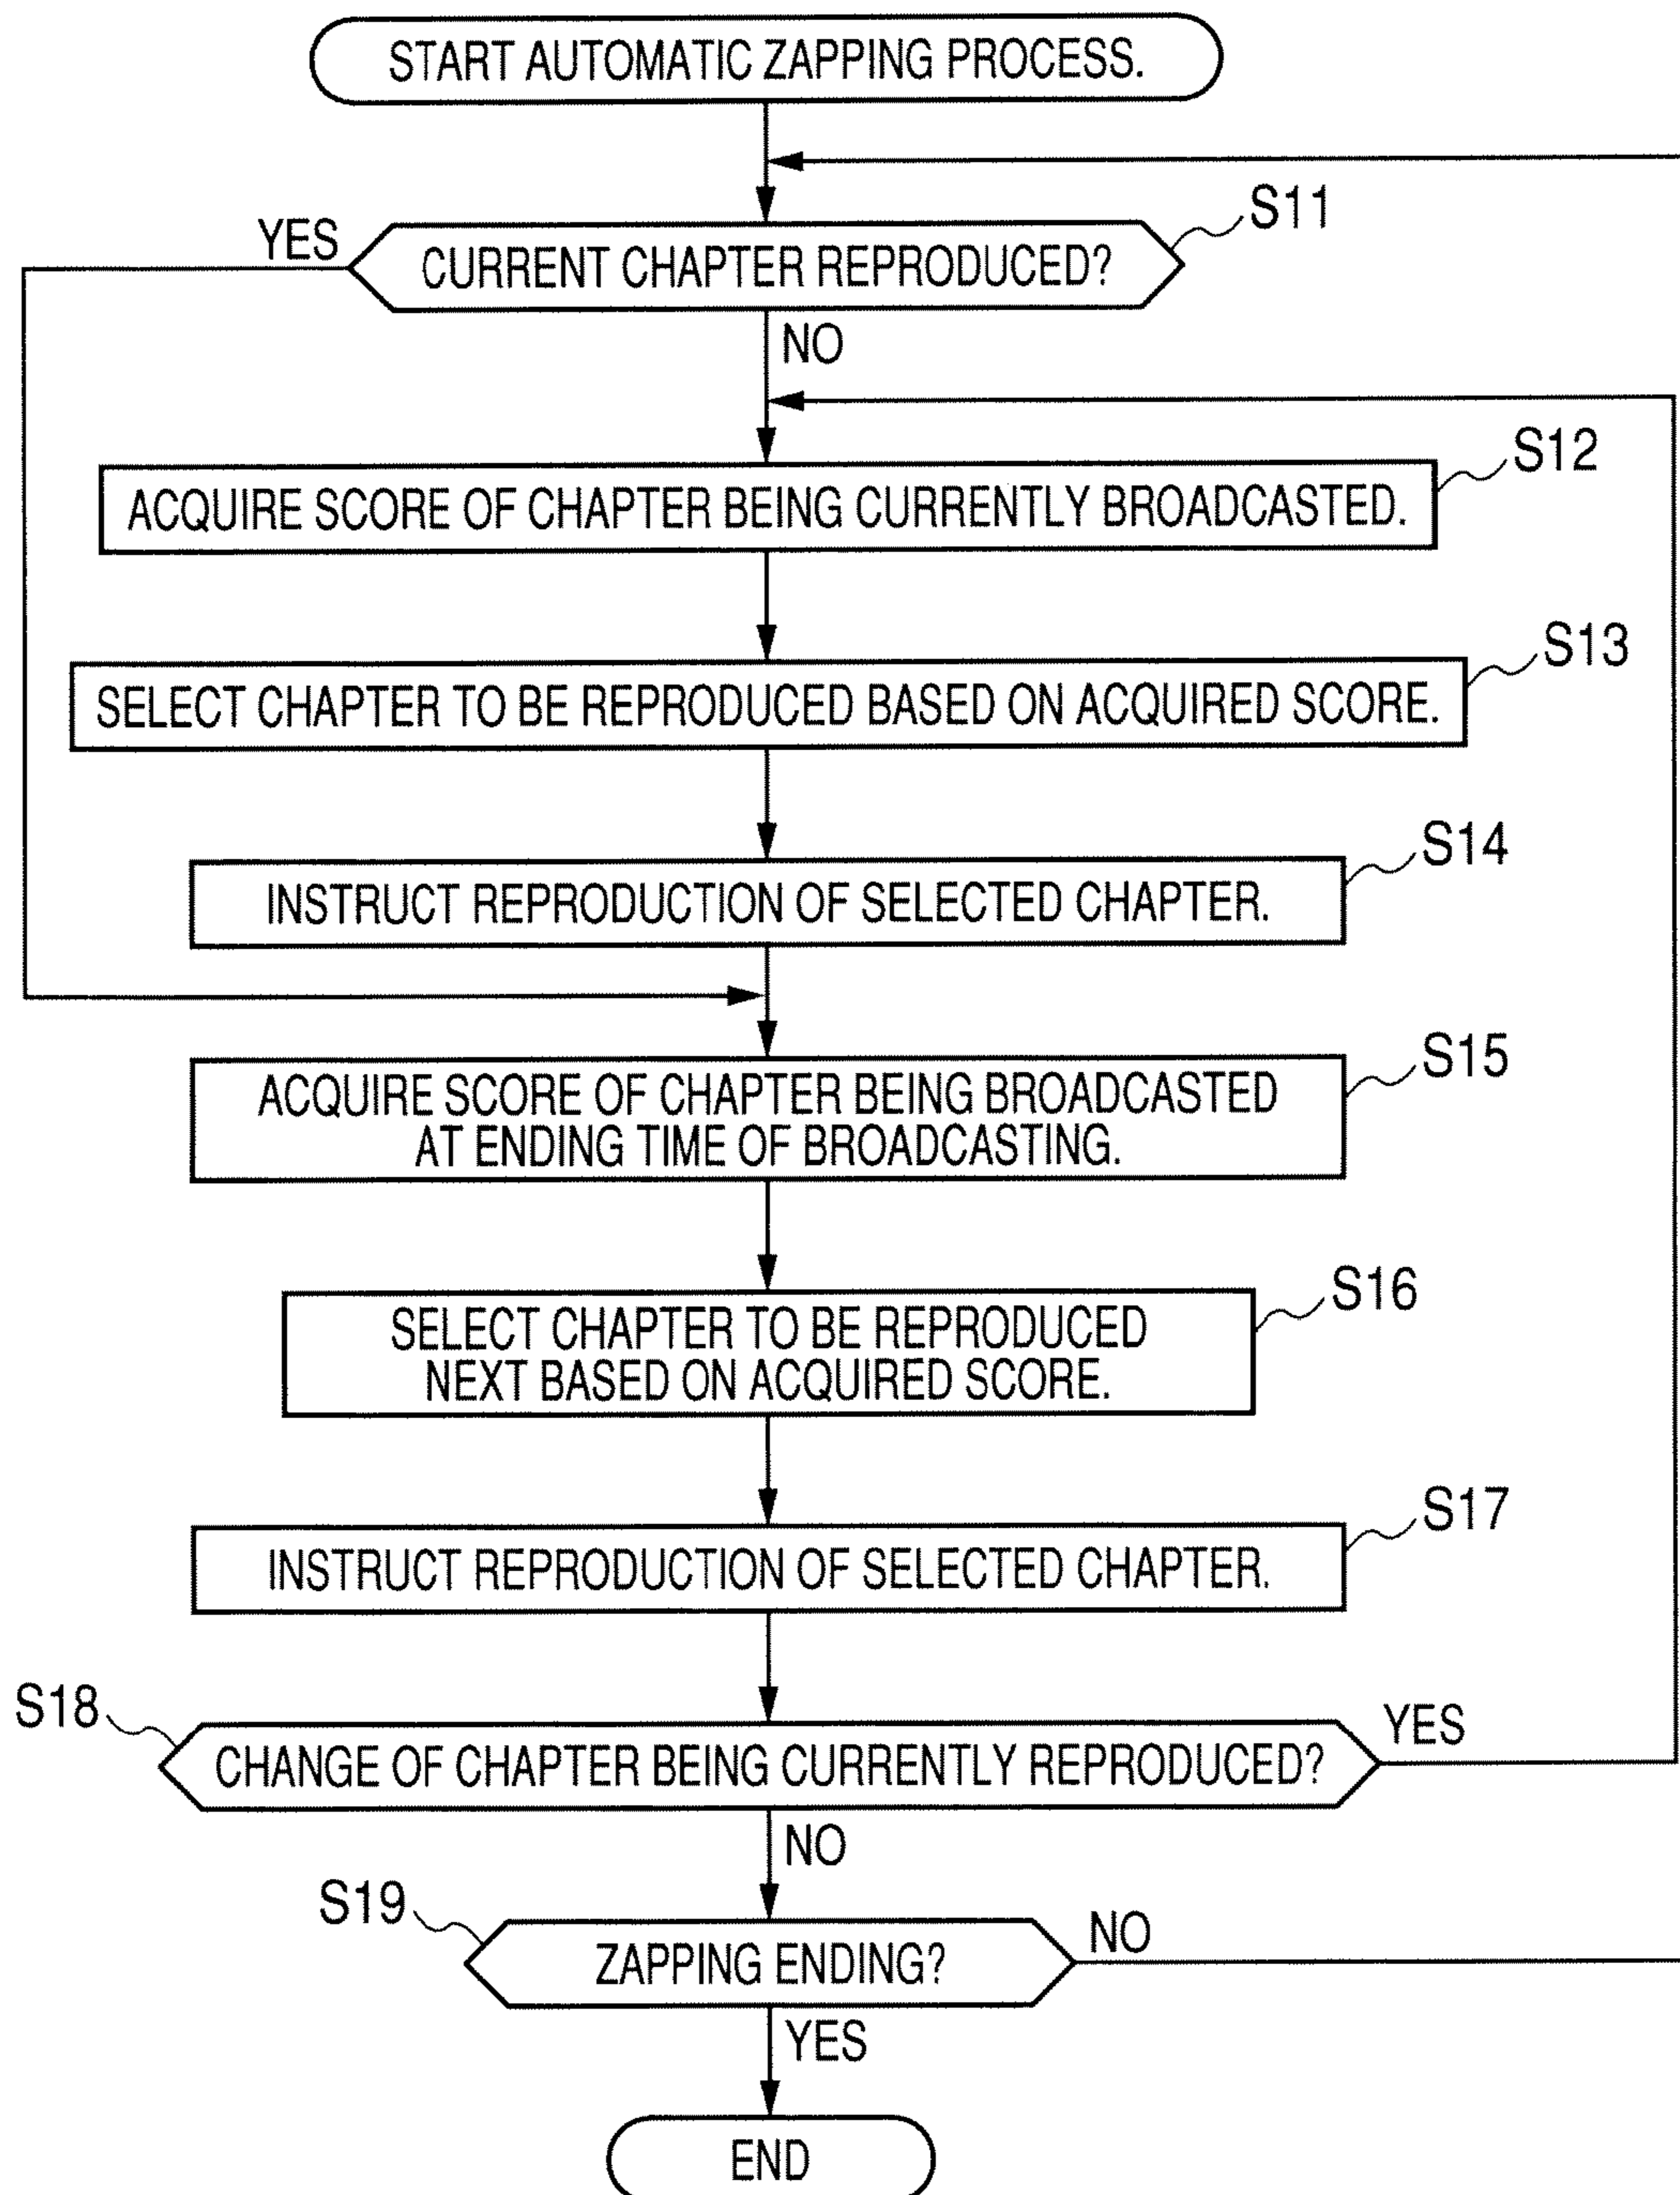 START AUTOMATIC ZAPPING PROCESS.
S11
YES
CURRENT CHAPTER REPRODUCED?
NO
S12
ACQUIRE SCORE OF CHAPTER BEING CURRENTLY BROADCASTED.
S13
SELECT CHAPTER TO BE REPRODUCED BASED ON ACQUIRED SCORE.
S14
INSTRUCT REPRODUCTION OF SELECTED CHAPTER.
S15
ACQUIRE SCORE OF CHAPTER BEING BROADCASTED
AT ENDING TIME OF BROADCASTING.
S16
SELECT CHAPTER TO BE REPRODUCED
NEXT BASED ON ACQUIRED SCORE.
S17
INSTRUCT REPRODUCTION OF SELECTED CHAPTER.
S18
YES
CHANGE OF CHAPTER BEING CURRENTLY REPRODUCED?
NO
S19
NO
ZAPPING ENDING?
YES
END